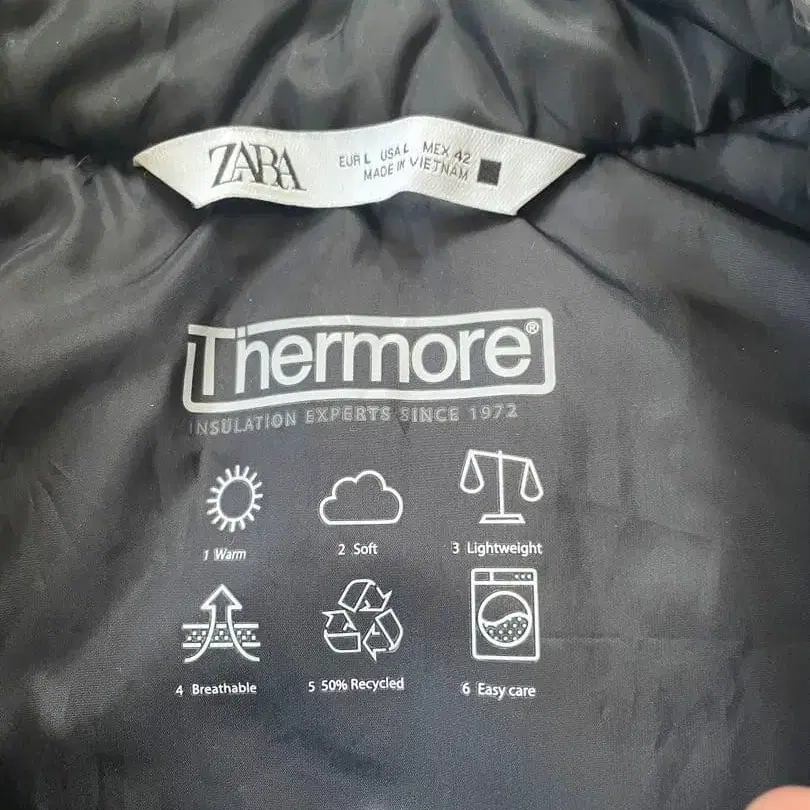 ZARA
EUR L USA L MEX 42
MADE IN VIETNAM
Thermore®
INSULATION EXPERTS SINCE 1972
1 Warm
2 Soft
3 Lightweight
4 Breathable
5 50% Recycled
6 Easy care